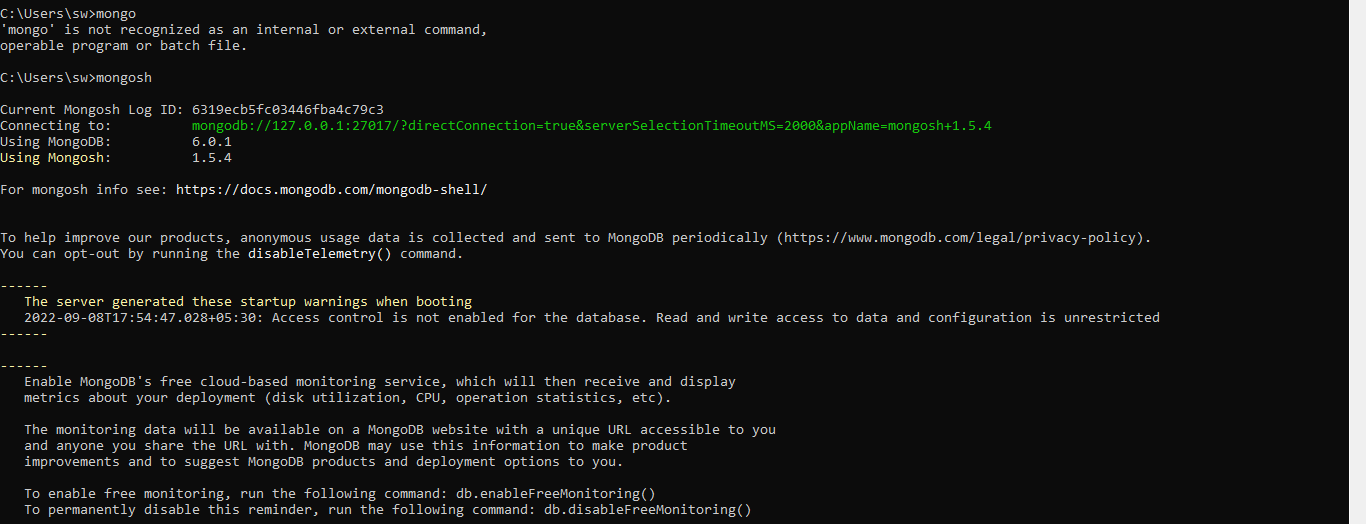 C:\Users\sw>mongo
'mongo' is not recognized as an internal or external command,
operable program or batch file.
C:\Users\sw>mongosh
Current Mongosh Log ID: 6319ecb5fc03446fba4c79c3
Connecting to: mongodb://127.0.0.1:27017/?directConnection=true&serverSelectionTimeoutMS=2000&appName=mongosh+1.5.4
Using MongoDB: 6.0.1
Using Mongosh: 1.5.4
For mongosh info see: https://docs.mongodb.com/mongodb-shell/
To help improve our products, anonymous usage data is collected and sent to MongoDB periodically (https://www.mongodb.com/legal/privacy-policy).
You can opt-out by running the disableTelemetry() command.
------
The server generated these startup warnings when booting
2022-09-08T17:54:47.028+05:30: Access control is not enabled for the database. Read and write access to data and configuration is unrestricted
------
------
Enable MongoDB's free cloud-based monitoring service, which will then receive and display
metrics about your deployment (disk utilization, CPU, operation statistics, etc).
The monitoring data will be available on a MongoDB website with a unique URL accessible to you
and anyone you share the URL with. MongoDB may use this information to make product
improvements and to suggest MongoDB products and deployment options to you.
To enable free monitoring, run the following command: db.enableFreeMonitoring()
To permanently disable this reminder, run the following command: db.disableFreeMonitoring()